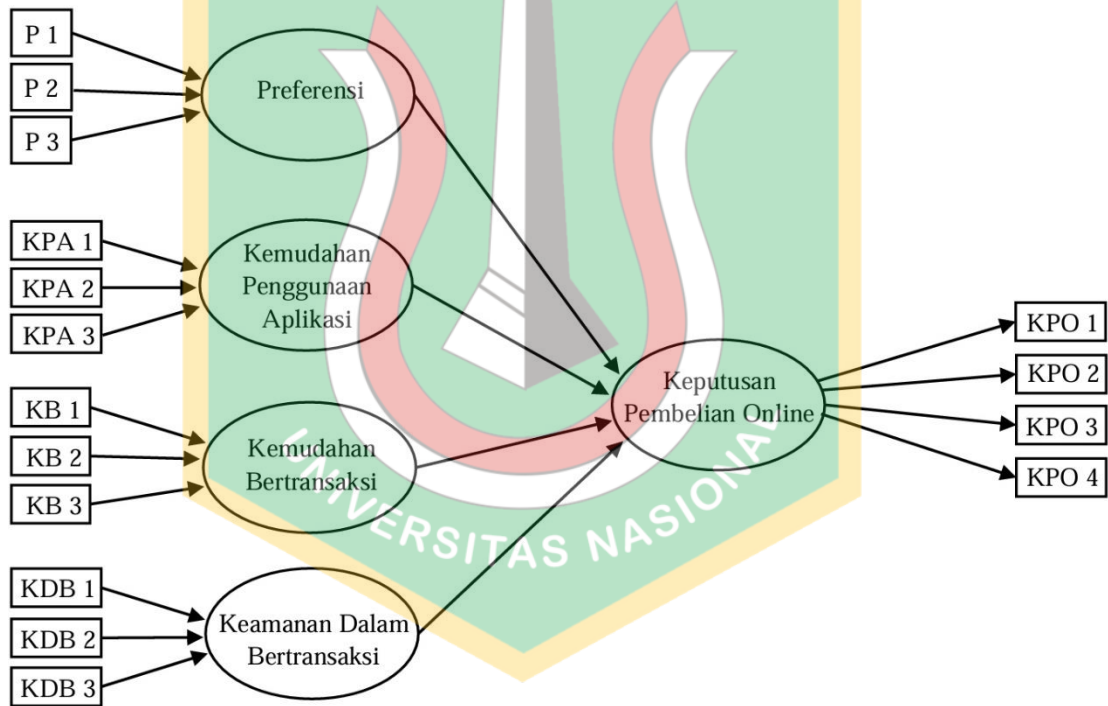 P 1
P 2
P 3
Preferensi
KPA 1
KPA 2
KPA 3
Kemudahan
Penggunaan
Aplikasi
KB 1
KB 2
KB 3
Kemudahan
Bertransaksi
KDB 1
KDB 2
KDB 3
Keamanan Dalam
Bertransaksi
Keputusan
Pembelian Online
KPO 1
KPO 2
KPO 3
KPO 4
UNIVERSITAS NASIONAL